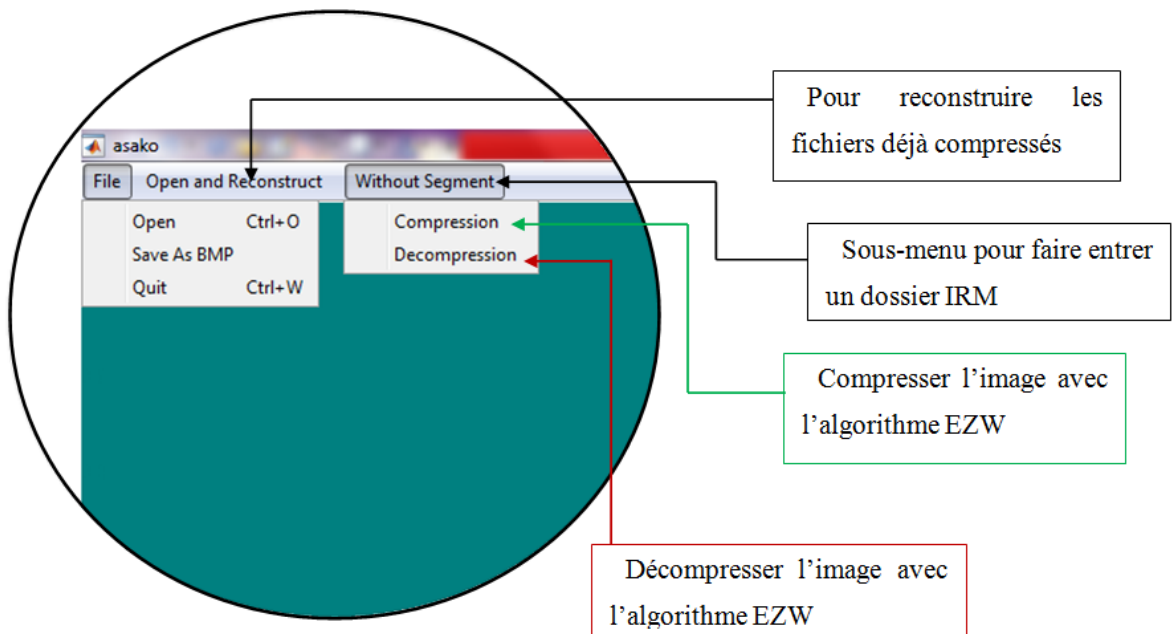 Pour reconstruire les
fichiers déjà compressés
asako
File Open and Reconstruct Without Segment
Open Ctrl+O
Save As BMP
Quit Ctrl+W
Compression
Decompression
Sous-menu pour faire entrer
un dossier IRM
Compresser l’image avec
l’algorithme EZW
Décompresser l’image avec
l’algorithme EZW